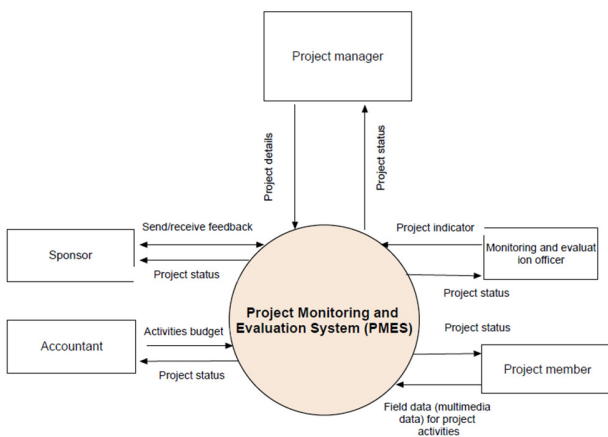 Project manager
Project details
Project status
Send/receive feedback
Sponsor
Project status
Project indicator
Monitoring and evaluat
ion officer
Project status
Project Monitoring and
Evaluation System (PMES)
Activities budget
Accountant
Project status
Project status
Project member
Field data (multimedia
data) for project
activities